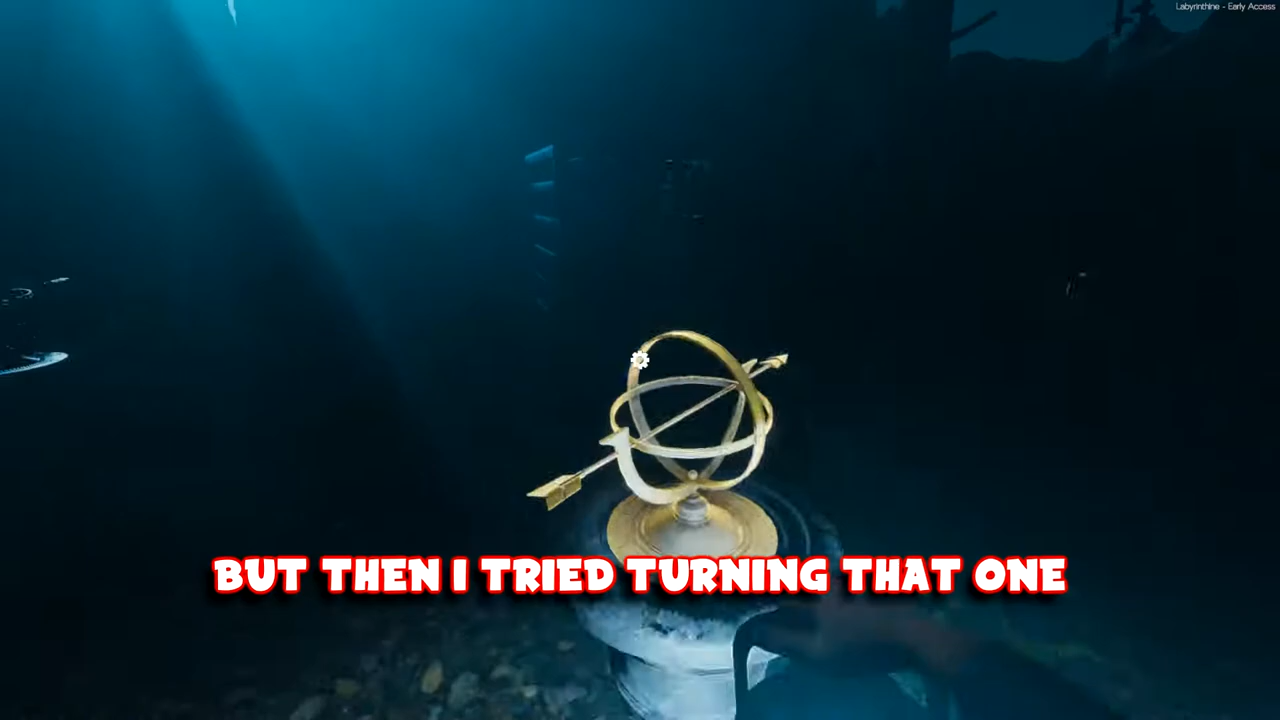 Labyrinthine - Early Access
BUT THEN I TRIED TURNING THAT ONE